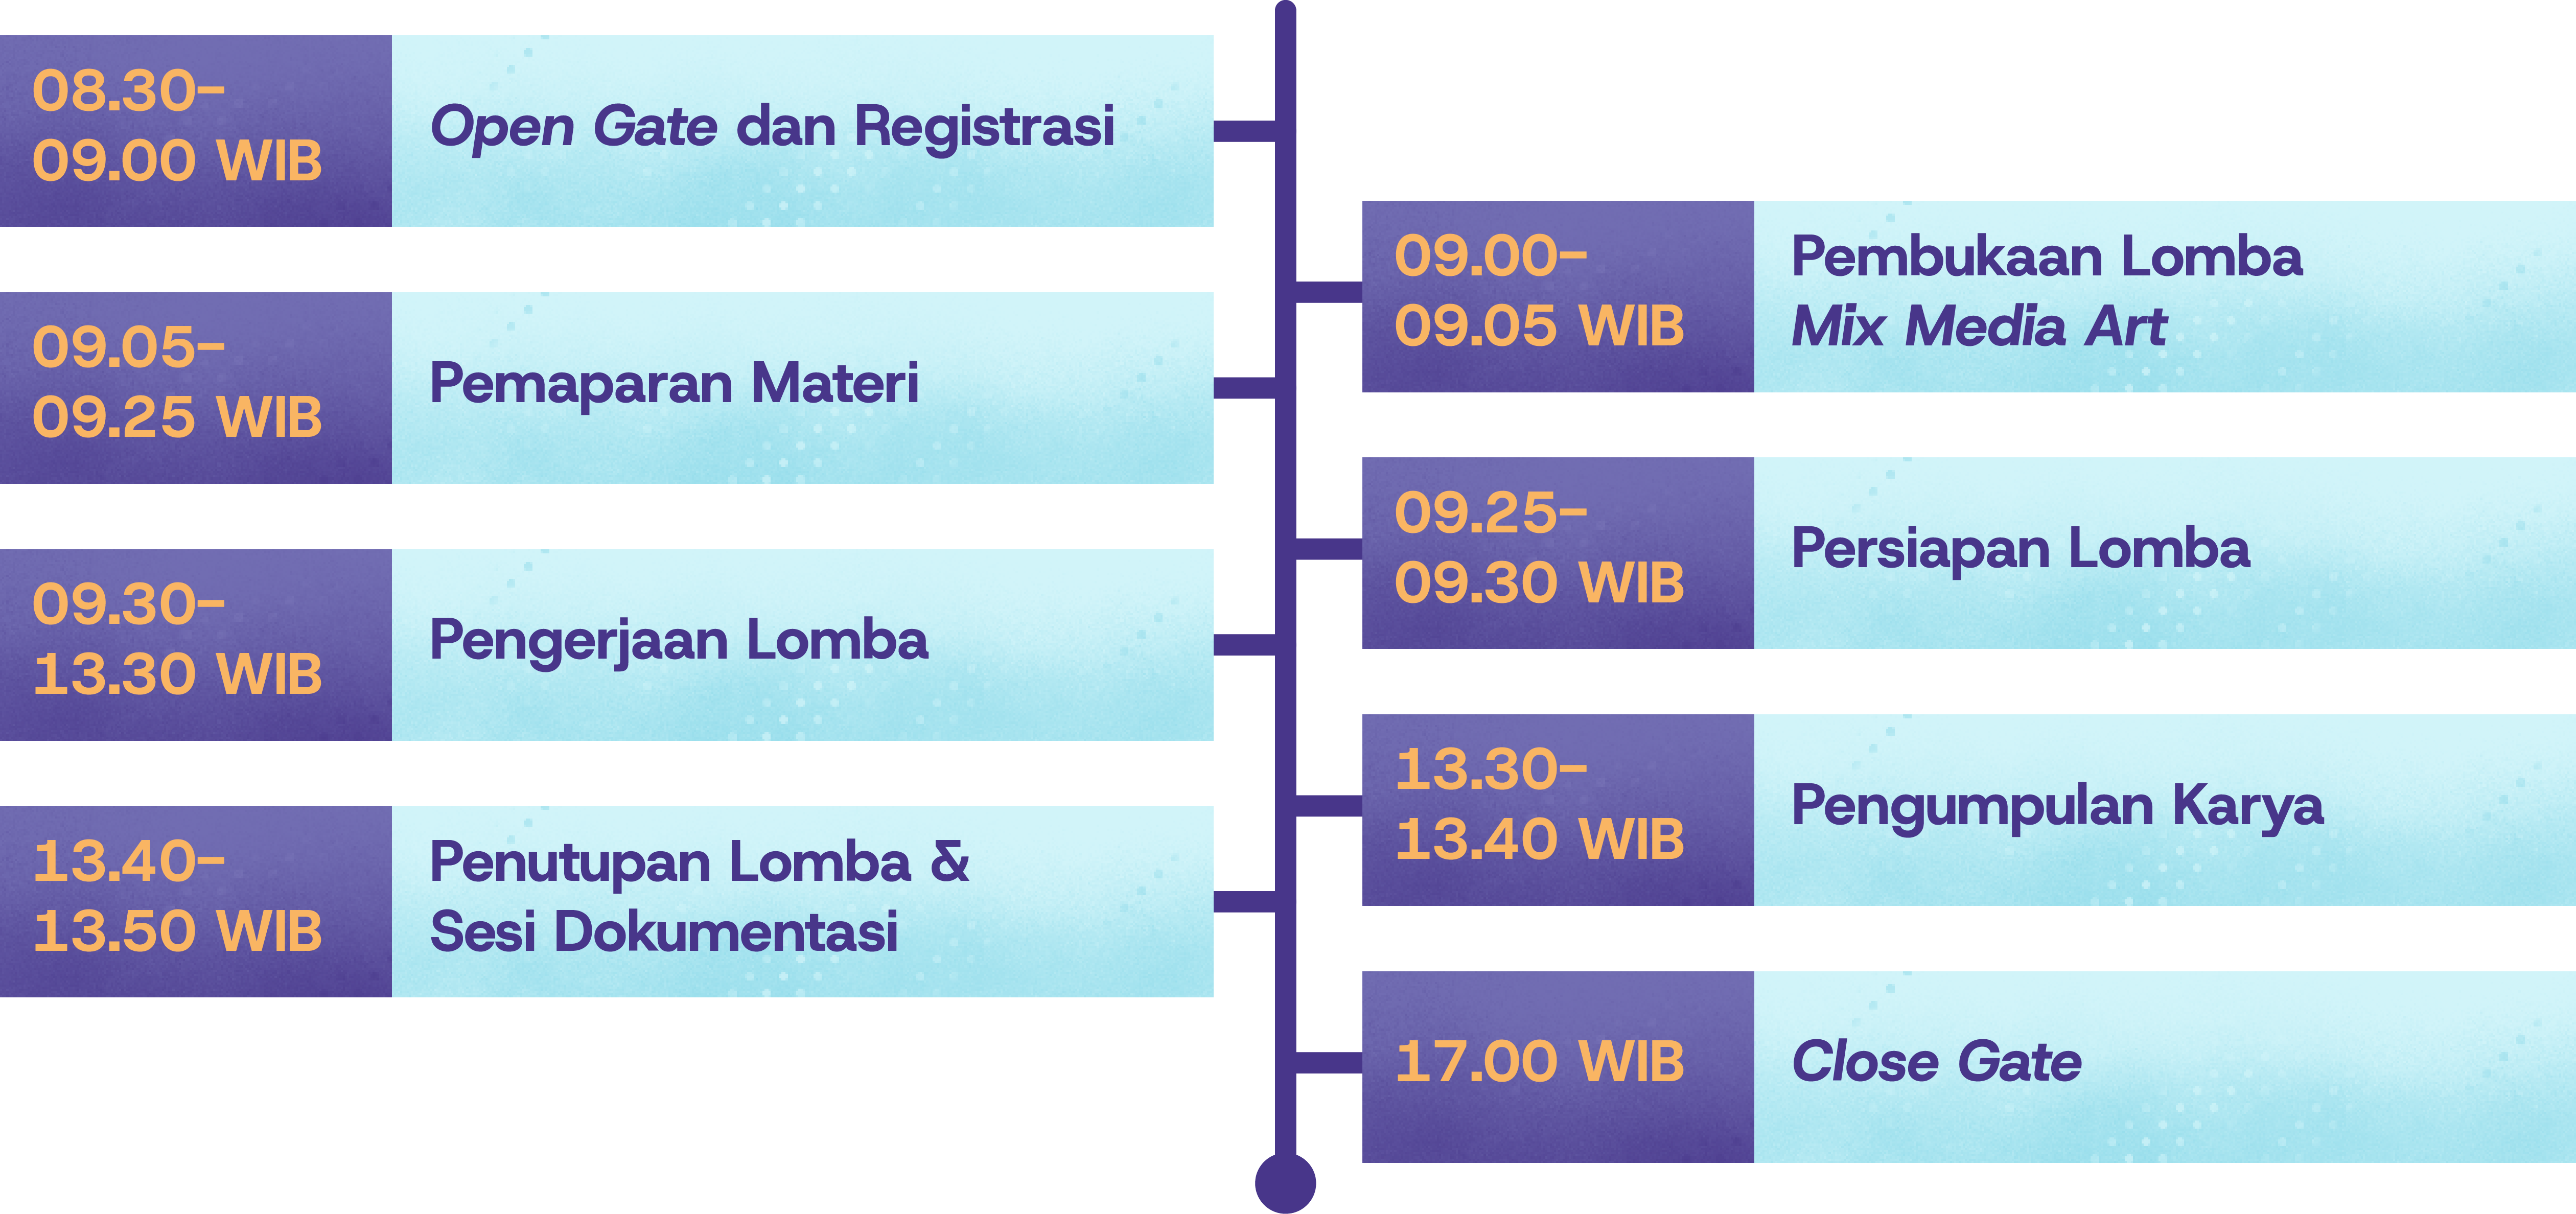 08.30–
09.00 WIB
Open Gate dan Registrasi
09.00–
09.05 WIB
Pembukaan Lomba
Mix Media Art
09.05–
09.25 WIB
Pemaparan Materi
09.25–
09.30 WIB
Persiapan Lomba
09.30–
13.30 WIB
Pengerjaan Lomba
13.30–
13.40 WIB
Pengumpulan Karya
13.40–
13.50 WIB
Penutupan Lomba &
Sesi Dokumentasi
17.00 WIB
Close Gate